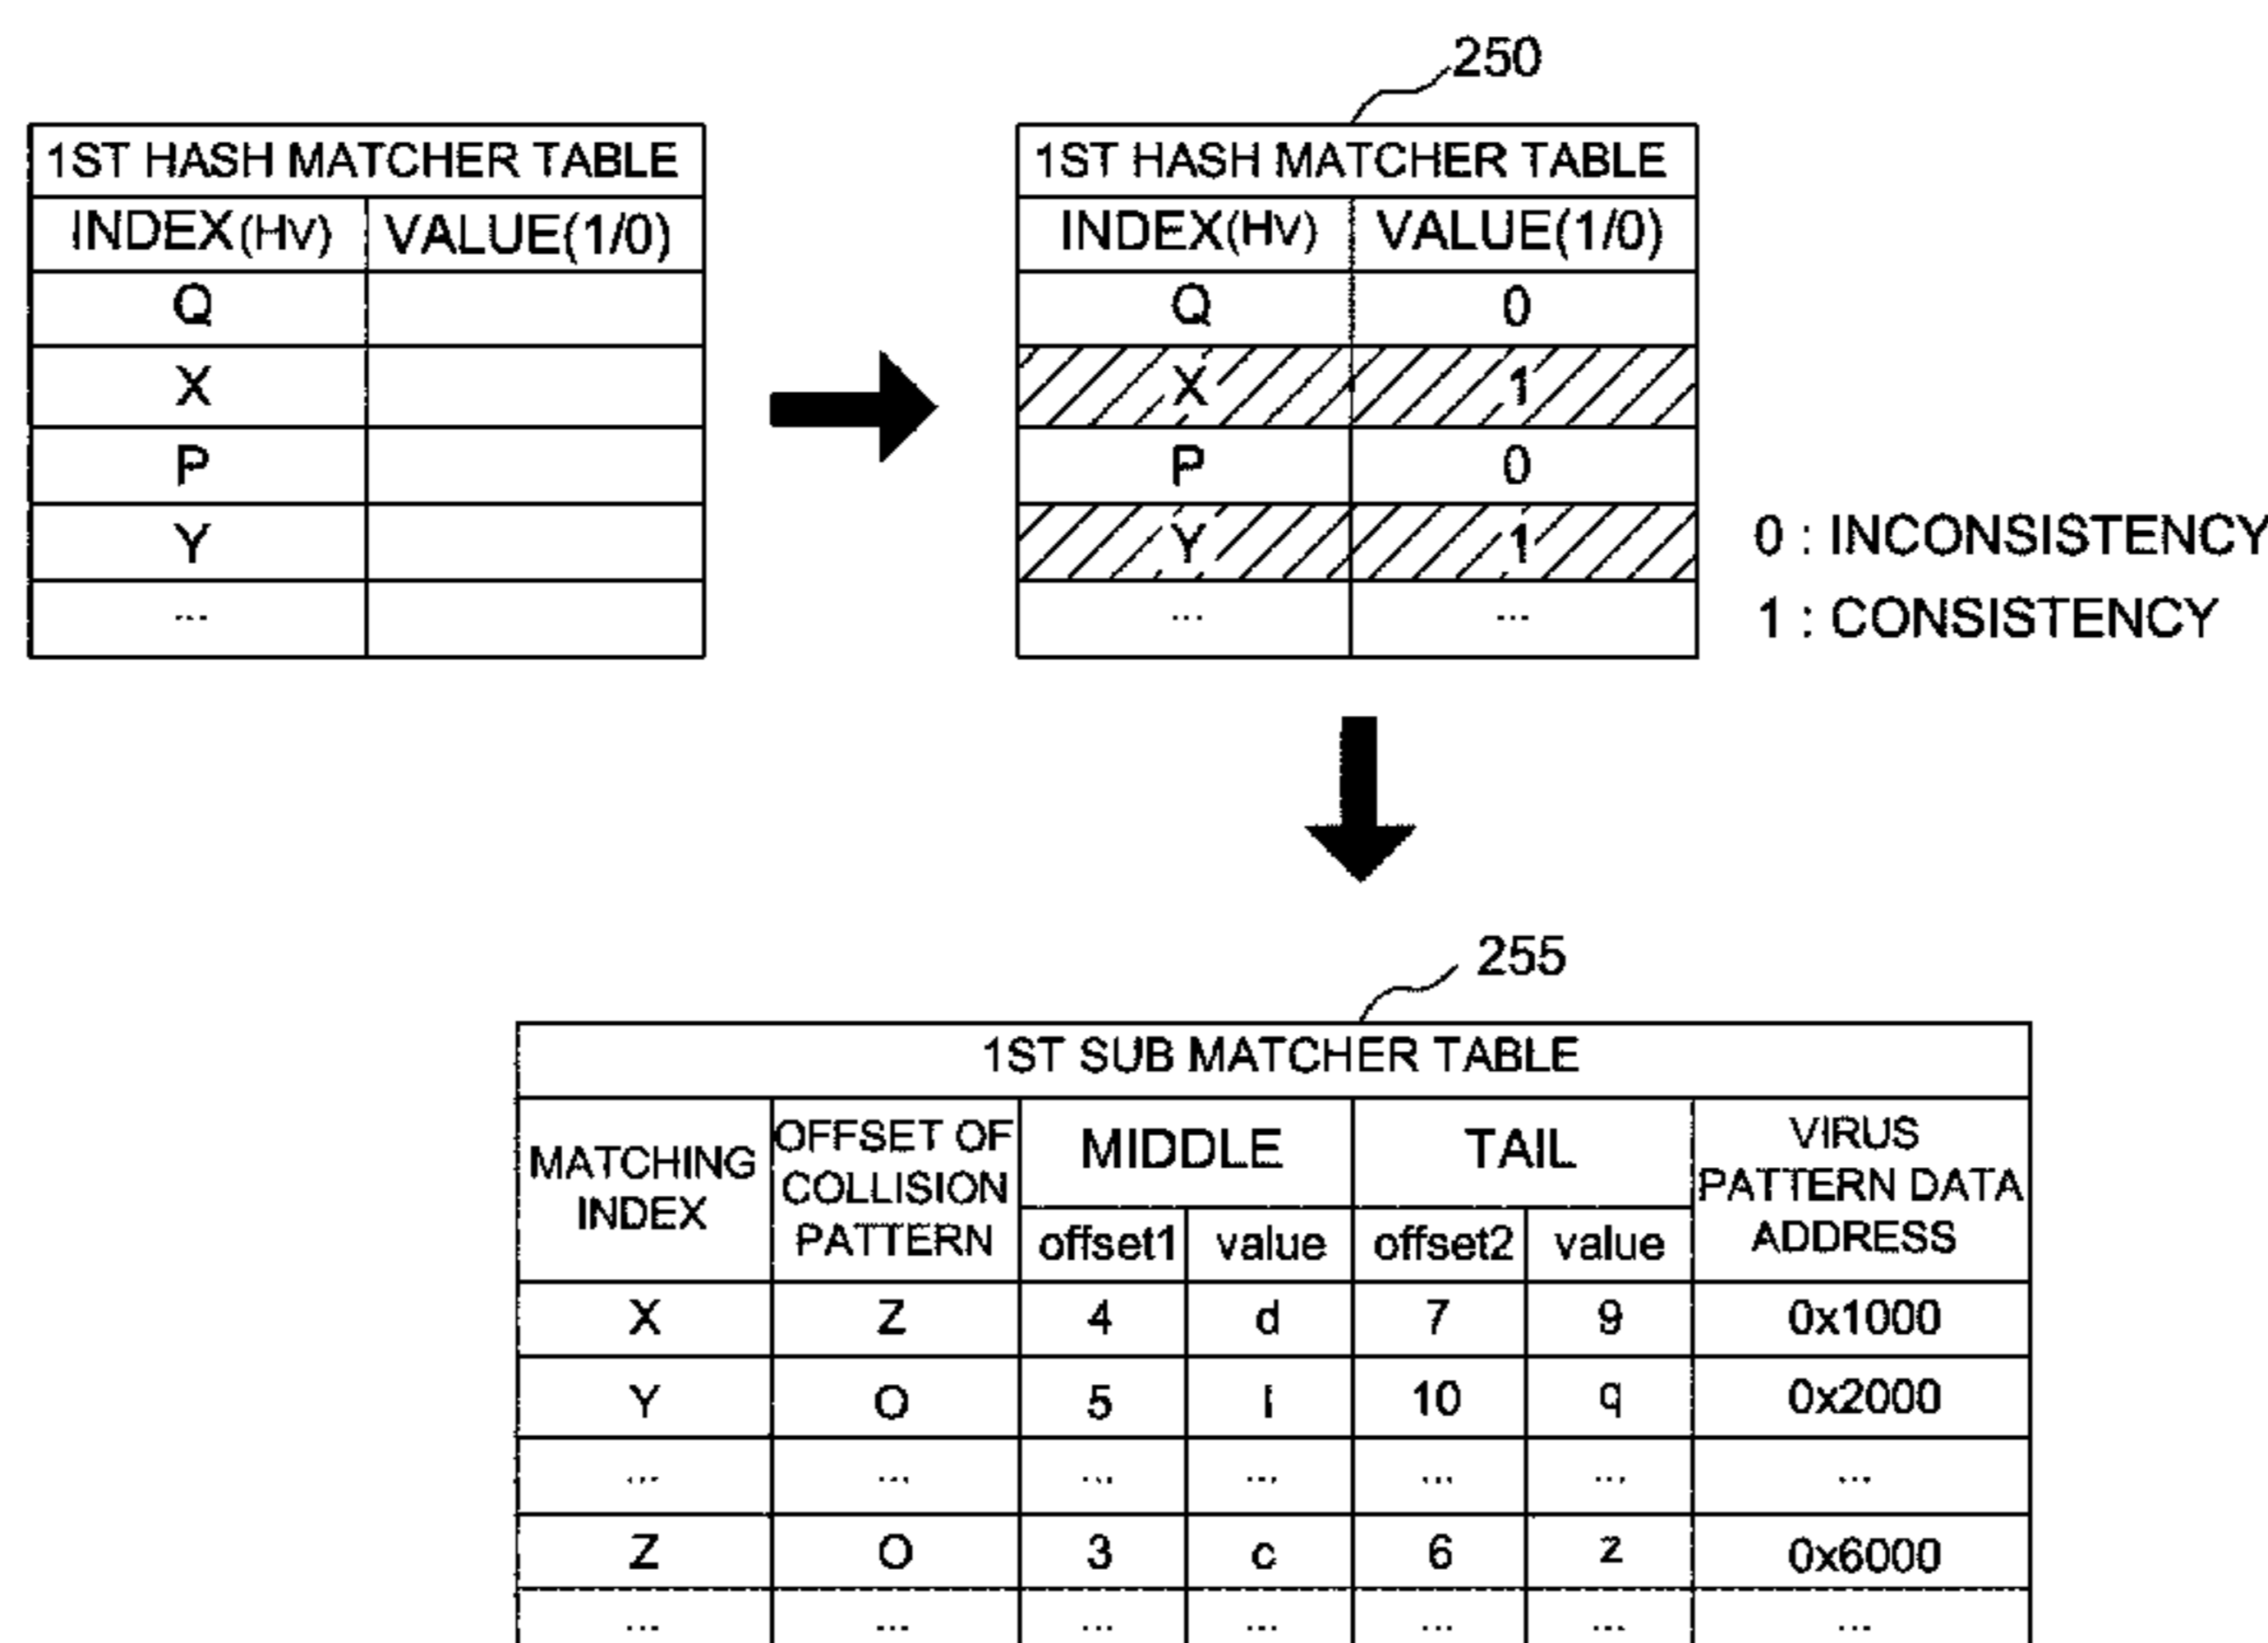 250
1ST HASH MATCHER TABLE
INDEX(HV) VALUE(1/0)
Q
X
P
Y
...
1ST HASH MATCHER TABLE
INDEX(HV) VALUE(1/0)
Q 0
X 1
P 0
Y 1
... ...
0 : INCONSISTENCY
1 : CONSISTENCY
255
1ST SUB MATCHER TABLE
MATCHING INDEX
OFFSET OF COLLISION PATTERN
MIDDLE
TAIL
VIRUS PATTERN DATA ADDRESS
offset1 value offset2 value
X Z 4 d 7 9 0x1000
Y O 5 i 10 q 0x2000
... ... ... ... ... ... ...
Z O 3 c 6 z 0x6000
... ... ... ... ... ... ...